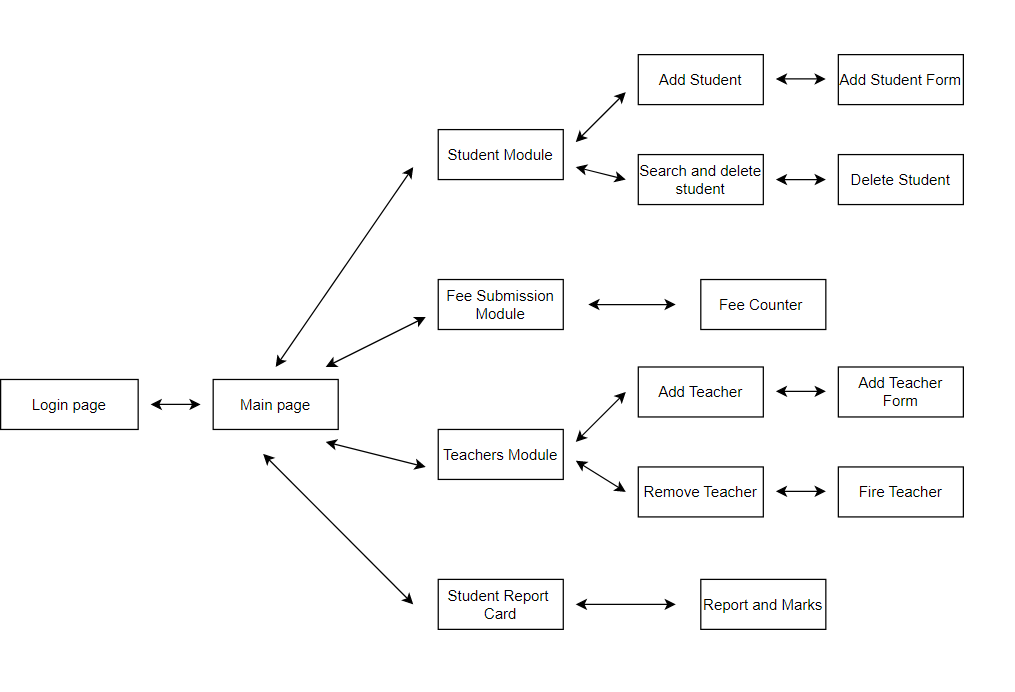 Add Student
Add Student Form
Student Module
Search and delete
student
Delete Student
Fee Submission
Module
Fee Counter
Login page
Main page
Add Teacher
Add Teacher
Form
Teachers Module
Remove Teacher
Fire Teacher
Student Report
Card
Report and Marks